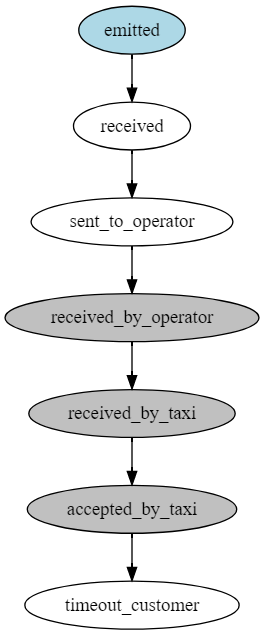 emitted
received
sent_to_operator
received_by_operator
received_by_taxi
accepted_by_taxi
timeout_customer